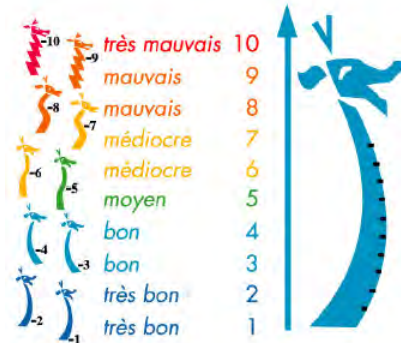 -10 très mauvais 10
-9 mauvais 9
-8 mauvais 8
-7 médiocre 7
-6 médiocre 6
-5 moyen 5
-4 bon 4
-3 bon 3
-2 très bon 2
-1 très bon 1